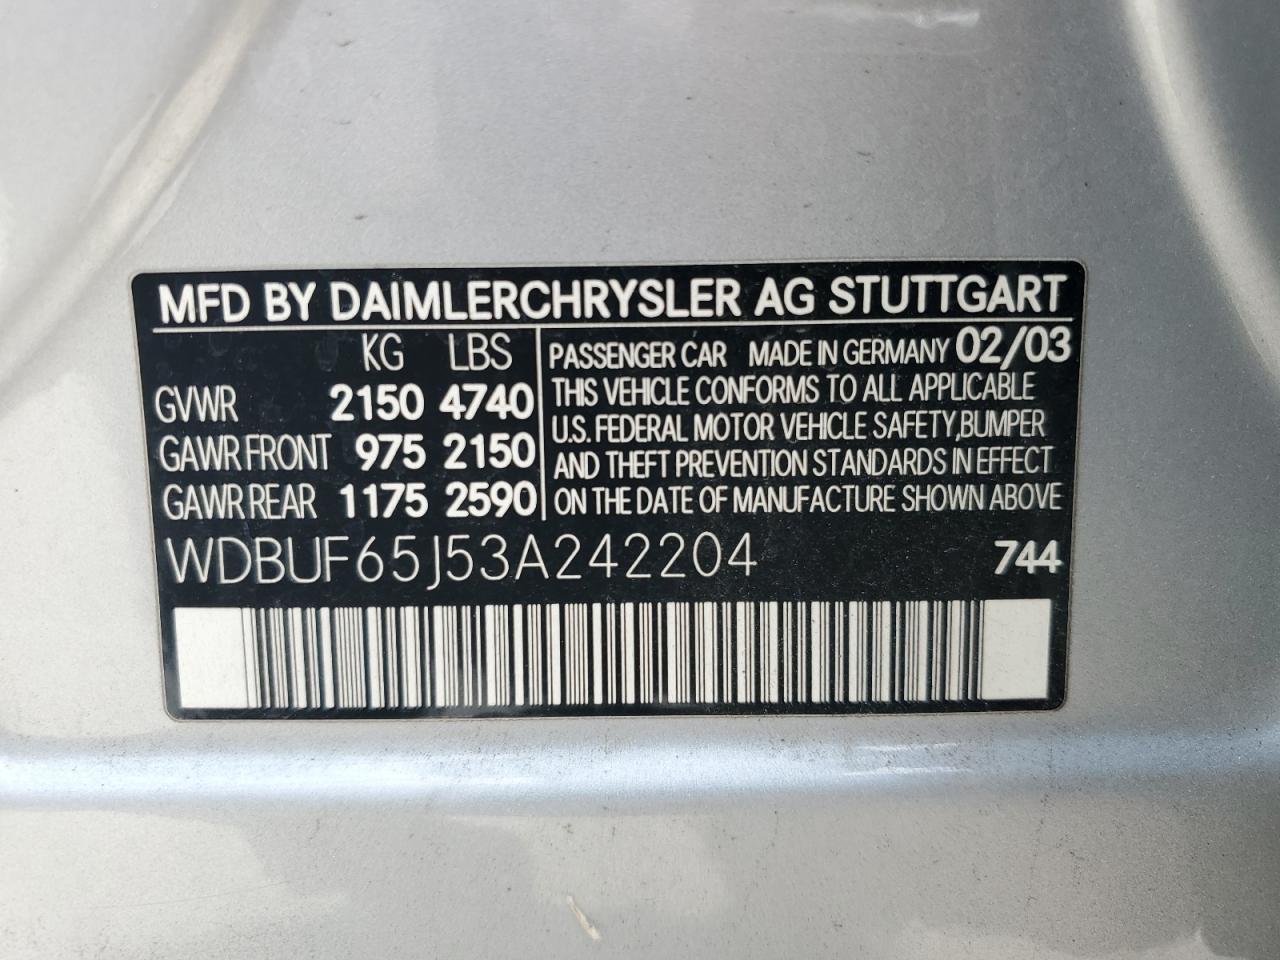 MFD BY DAIMLERCHRYSLER AG STUTTGART
KG LBS
GVWR 2150 4740
GAWR FRONT 975 2150
GAWR REAR 1175 2590
PASSENGER CAR MADE IN GERMANY 02/03
THIS VEHICLE CONFORMS TO ALL APPLICABLE
U.S. FEDERAL MOTOR VEHICLE SAFETY,BUMPER
AND THEFT PREVENTION STANDARDS IN EFFECT
ON THE DATE OF MANUFACTURE SHOWN ABOVE
WDBUF65J53A242204 744